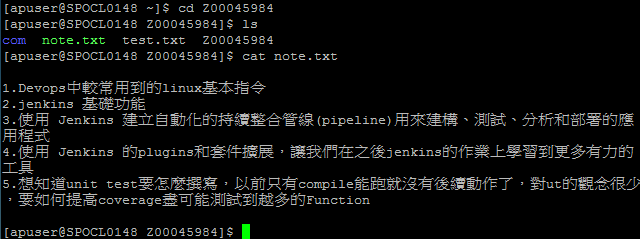 [apuser@SPOCL0148 ~]$ cd Z00045984
[apuser@SPOCL0148 Z00045984]$ ls
com  note.txt  test.txt  Z00045984
[apuser@SPOCL0148 Z00045984]$ cat note.txt
1.Devops中較常用到的linux基本指令
2.jenkins 基礎功能
3.使用 Jenkins 建立自動化的持續整合管線(pipeline)用來建構、測試、分析和部署的應
用程式
4.使用 Jenkins 的plugins和套件擴展，讓我們在之後jenkins的作業上學習到更多有力的
工具
5.想知道unit test要怎麼撰寫，以前只有compile能跑就沒有後續動作了，對ut的觀念很少
，要如何提高coverage盡可能測試到越多的Function
[apuser@SPOCL0148 Z00045984]$